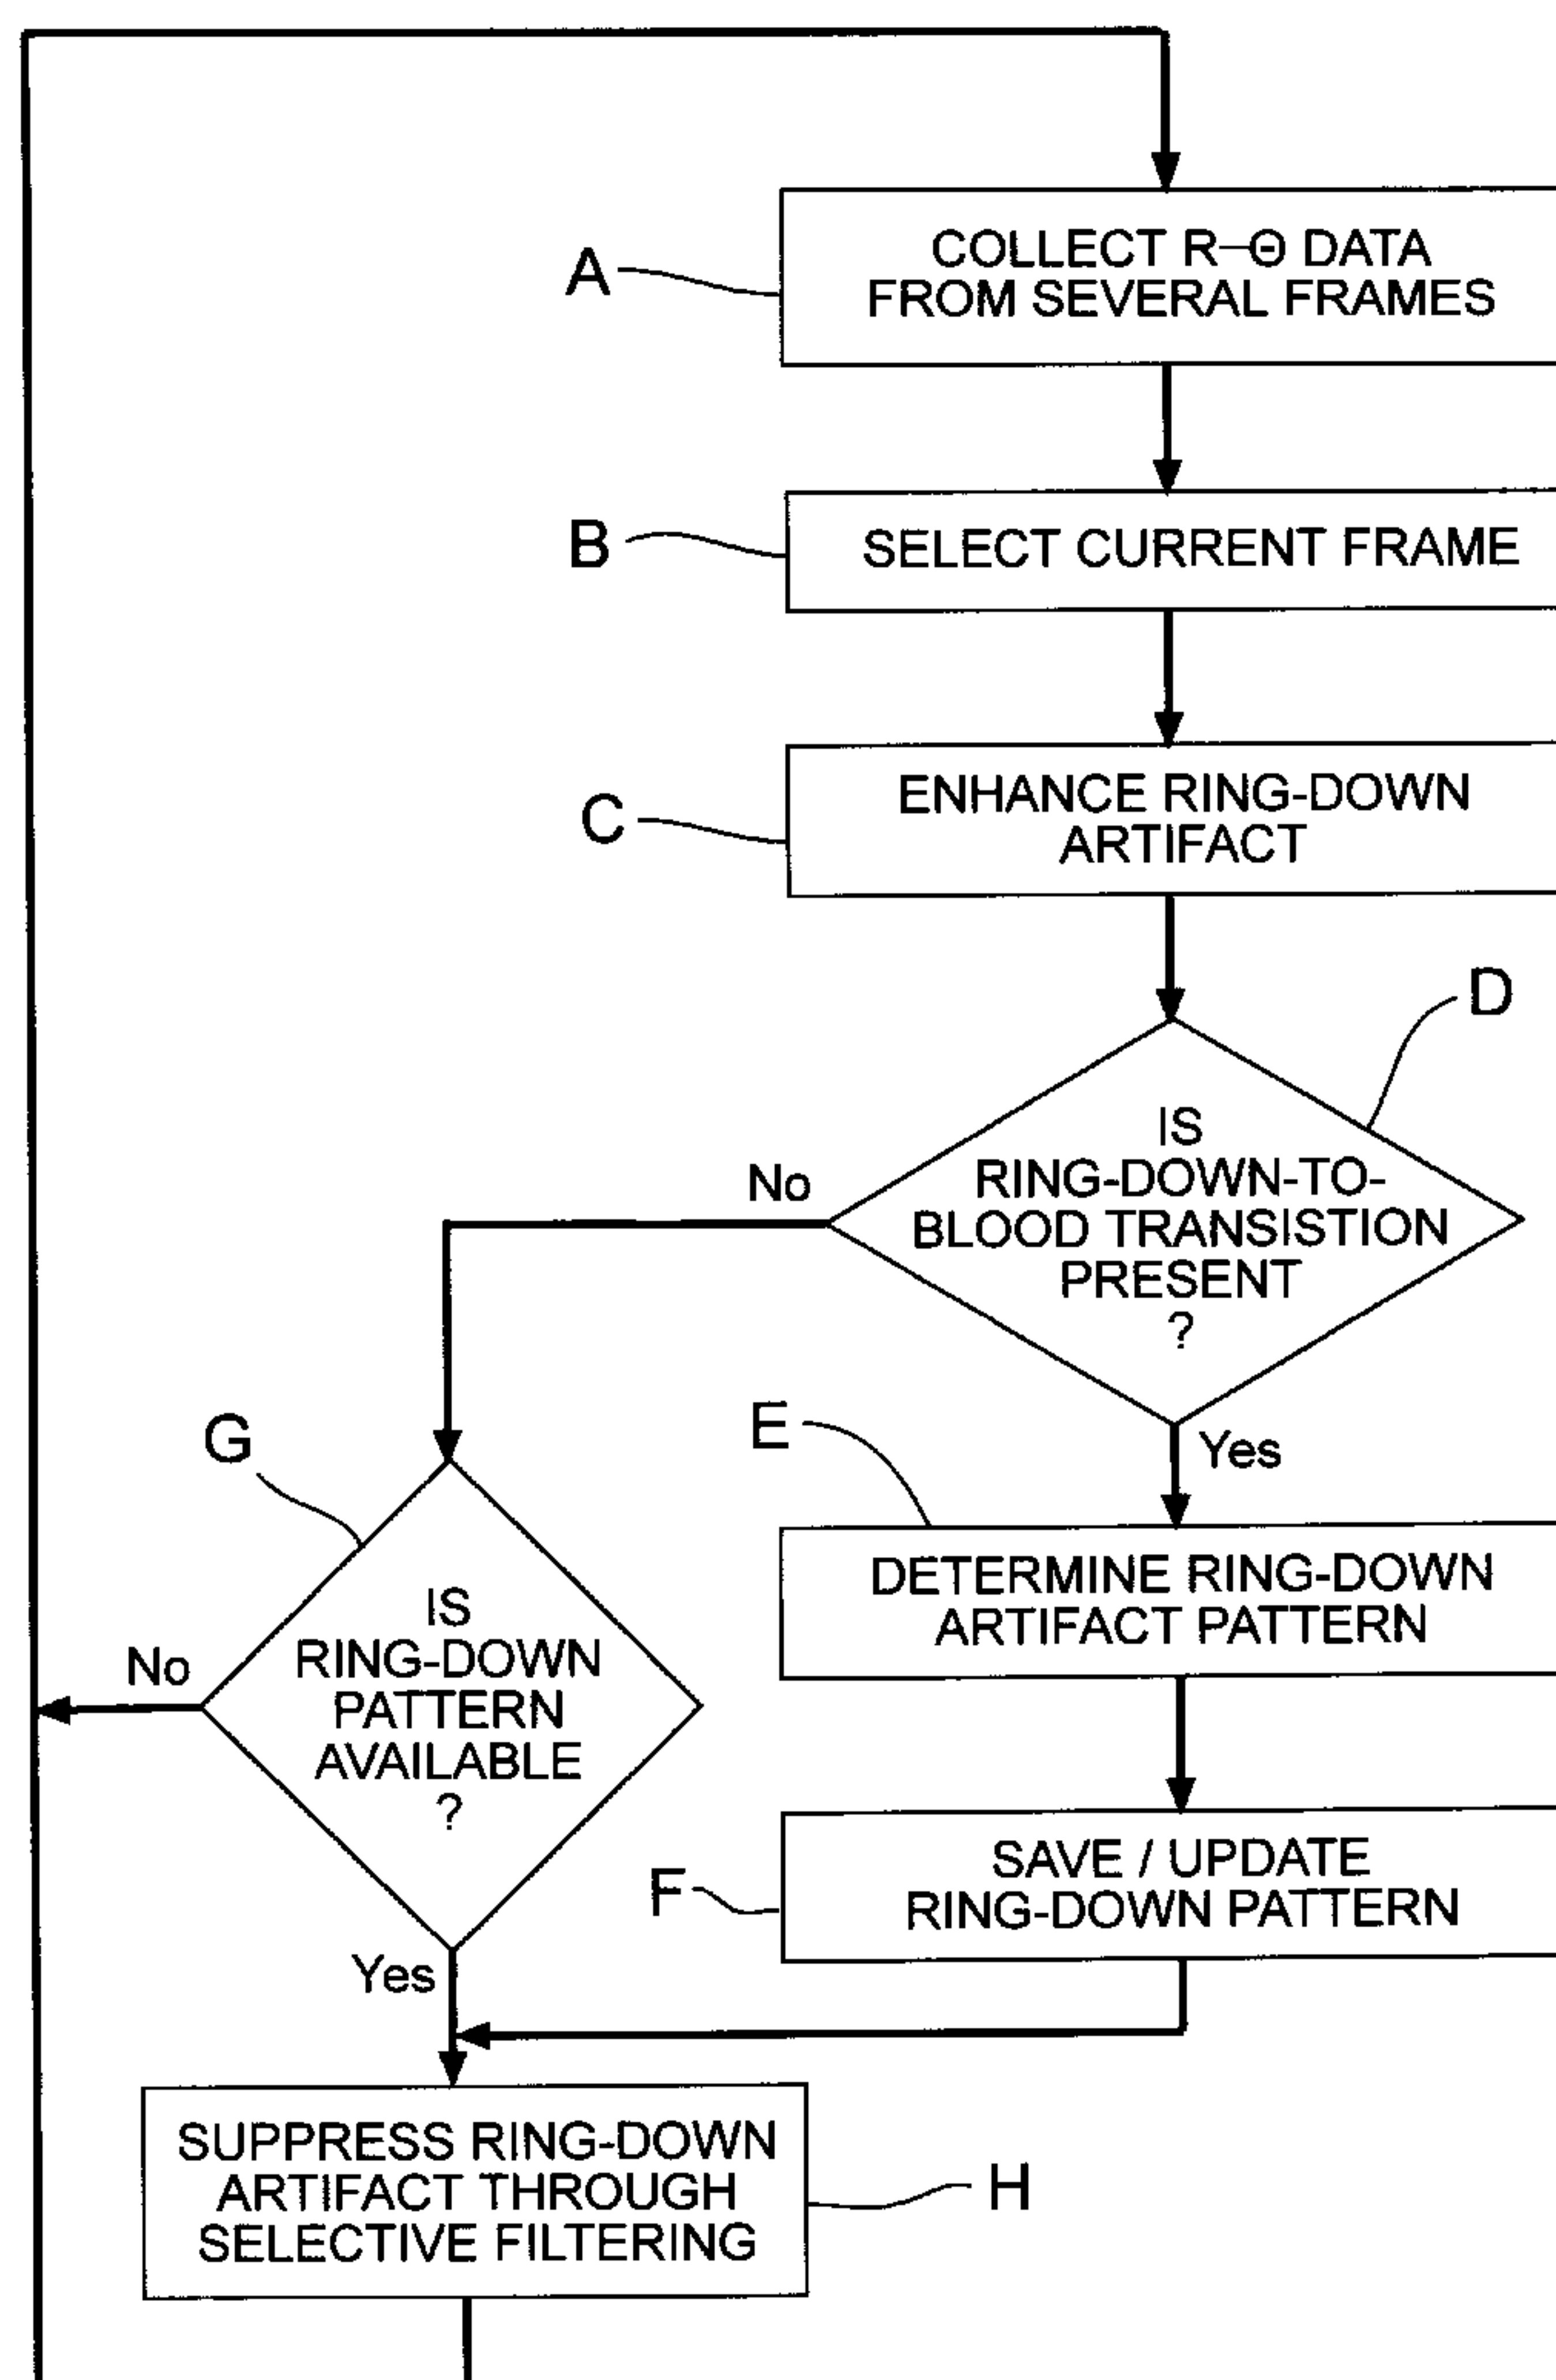 A
COLLECT R–Θ DATA
FROM SEVERAL FRAMES
B
SELECT CURRENT FRAME
C
ENHANCE RING-DOWN
ARTIFACT
D
IS
RING-DOWN-TO-
BLOOD TRANSISTION
PRESENT
?
No
Yes
E
DETERMINE RING-DOWN
ARTIFACT PATTERN
G
IS
RING-DOWN
PATTERN
AVAILABLE
?
No
Yes
F
SAVE / UPDATE
RING-DOWN PATTERN
SUPPRESS RING-DOWN
ARTIFACT THROUGH
SELECTIVE FILTERING
H